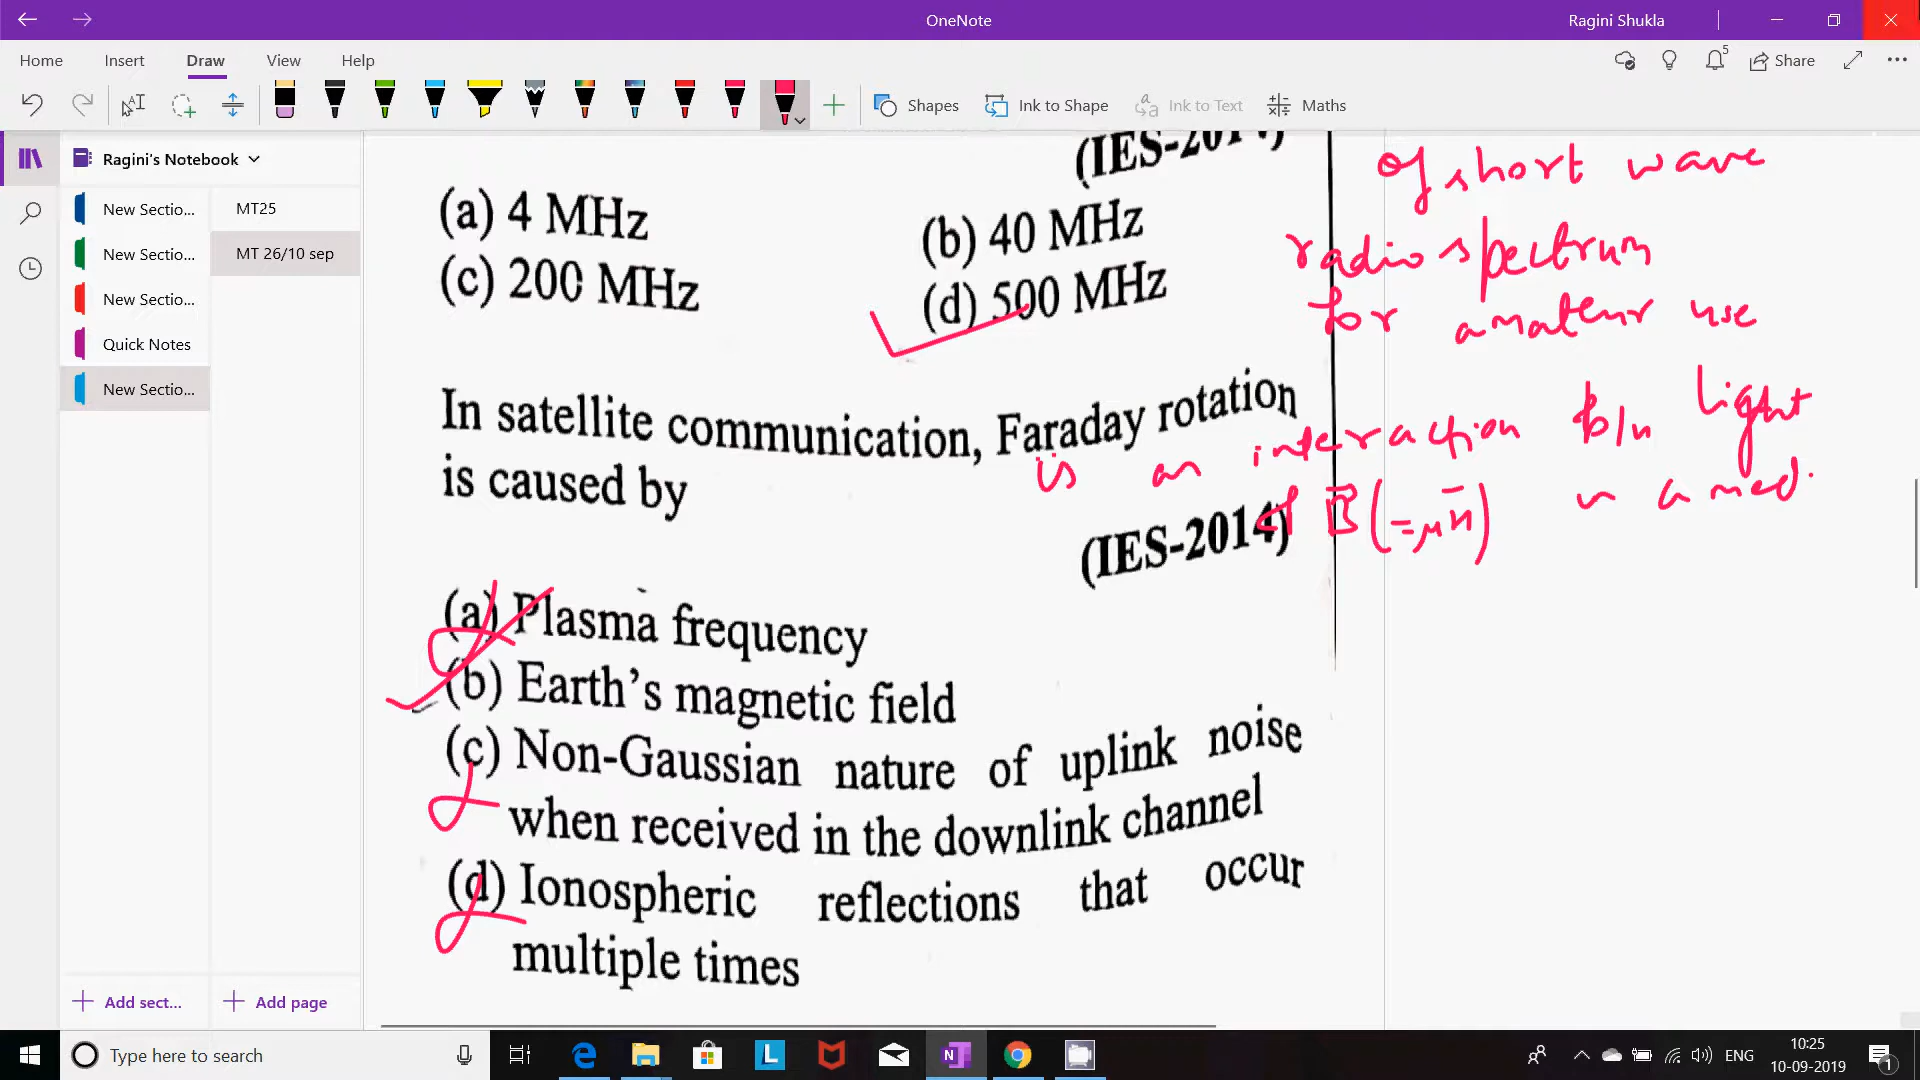 OneNote
Ragini Shukla
Home
Insert
Draw
View
Help
5
Share
Shapes
Ink to Shape
Ink to Text
Maths
Ragini's Notebook
New Sectio...
New Sectio...
New Sectio...
Quick Notes
New Sectio...
MT25
MT 26/10 sep
(IES-2014)
(a) 4 MHz
(b) 40 MHz
(c) 200 MHz
(d) 500 MHz
In satellite communication, Faraday rotation
is caused by
(IES-2014)
(a) Plasma frequency
(b) Earth's magnetic field
(c) Non-Gaussian nature of uplink noise
when received in the downlink channel
(d) Ionospheric reflections that occur
multiple times
of short wave
radio spectrum
for amateur use
is an interaction b/n light
in a med.
Add sect...
Add page
Type here to search
ENG
10:25
10-09-2019
1